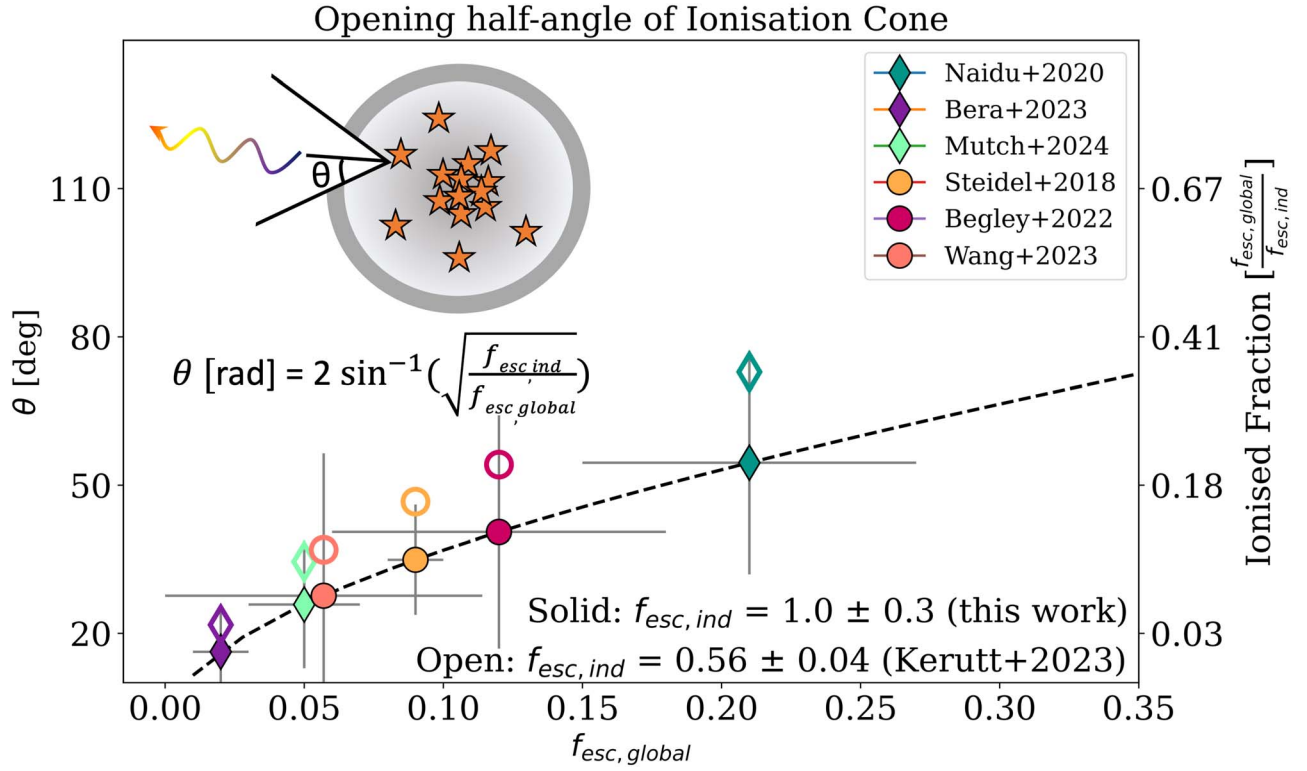 Opening half-angle of Ionisation Cone
Naidu+2020
Bera+2023
Mutch+2024
Steidel+2018
Begley+2022
Wang+2023
θ
θ [rad] = 2 sin⁻¹(√(f_esc,ind / f_esc,global))
Solid: f_esc,ind = 1.0 ± 0.3 (this work)
Open: f_esc,ind = 0.56 ± 0.04 (Kerutt+2023)
θ [deg]
110
80
50
20
0.67
0.41
0.18
0.03
Ionised Fraction [f_esc,global / f_esc,ind]
0.00 0.05 0.10 0.15 0.20 0.25 0.30 0.35
f_esc,global